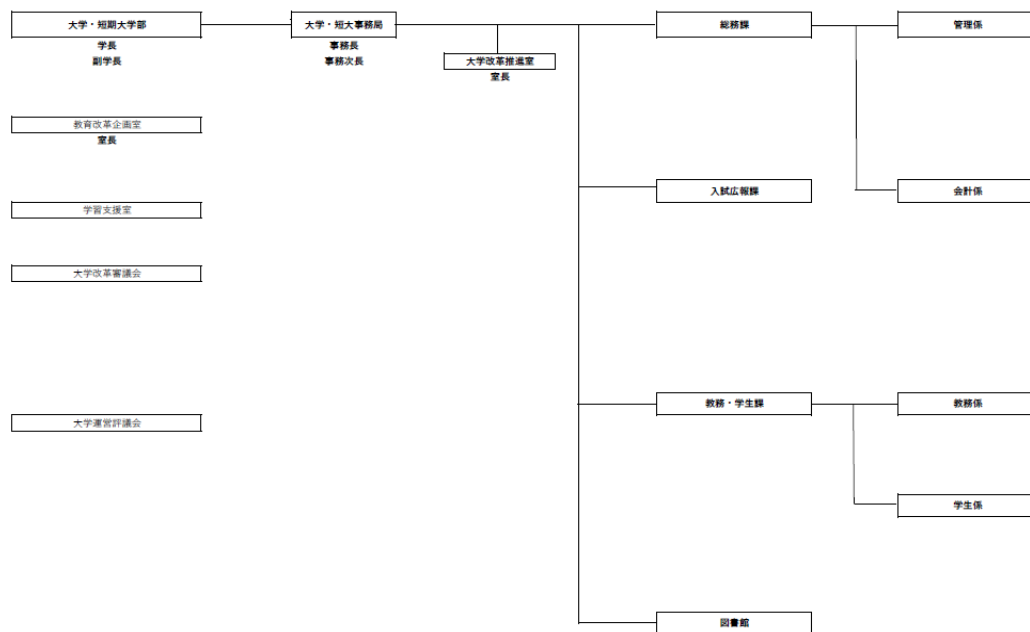 大学・短期大学部
学長
副学長
大学・短大事務局
事務長
事務次長
大学改革推進室
室長
総務課
管理係
教育改革企画室
室長
入試広報課
会計係
学習支援室
大学改革審議会
教務・学生課
教務係
大学運営評議会
学生係
図書館